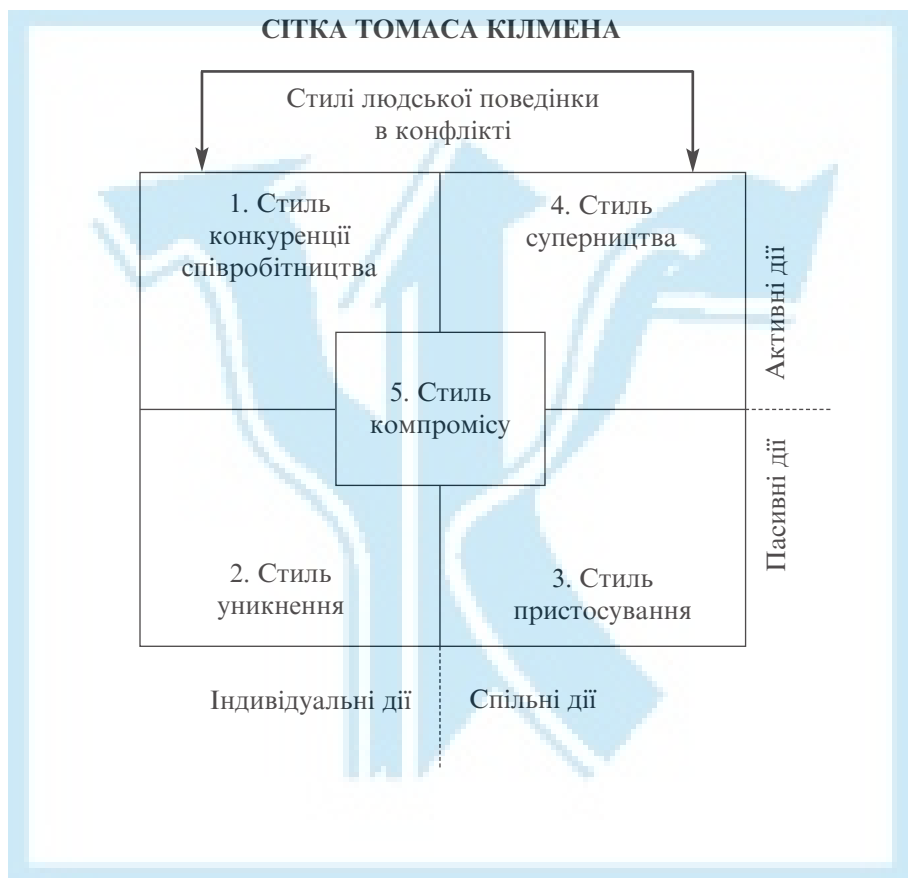 СІТКА ТОМАСА КІЛМЕНА
Стилі людської поведінки
в конфлікті
1. Стиль
конкуренції
співробітництва
4. Стиль
суперництва
Активні дії
5. Стиль
компромісу
Пасивні дії
2. Стиль
уникнення
3. Стиль
пристосування
Індивідуальні дії
Спільні дії